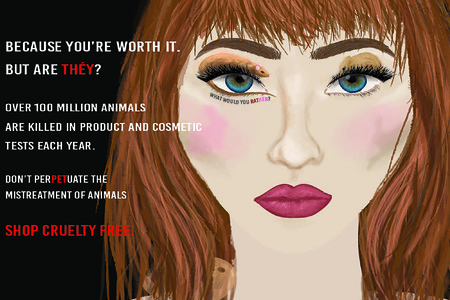 BECAUSE YOU'RE WORTH IT.
BUT ARE THEY?
OVER 100 MILLION ANIMALS
ARE KILLED IN PRODUCT AND COSMETIC
TESTS EACH YEAR.
DON'T PERPETUATE THE
MISTREATMENT OF ANIMALS
SHOP CRUELTY FREE.
WHAT WOULD YOU RATHER?